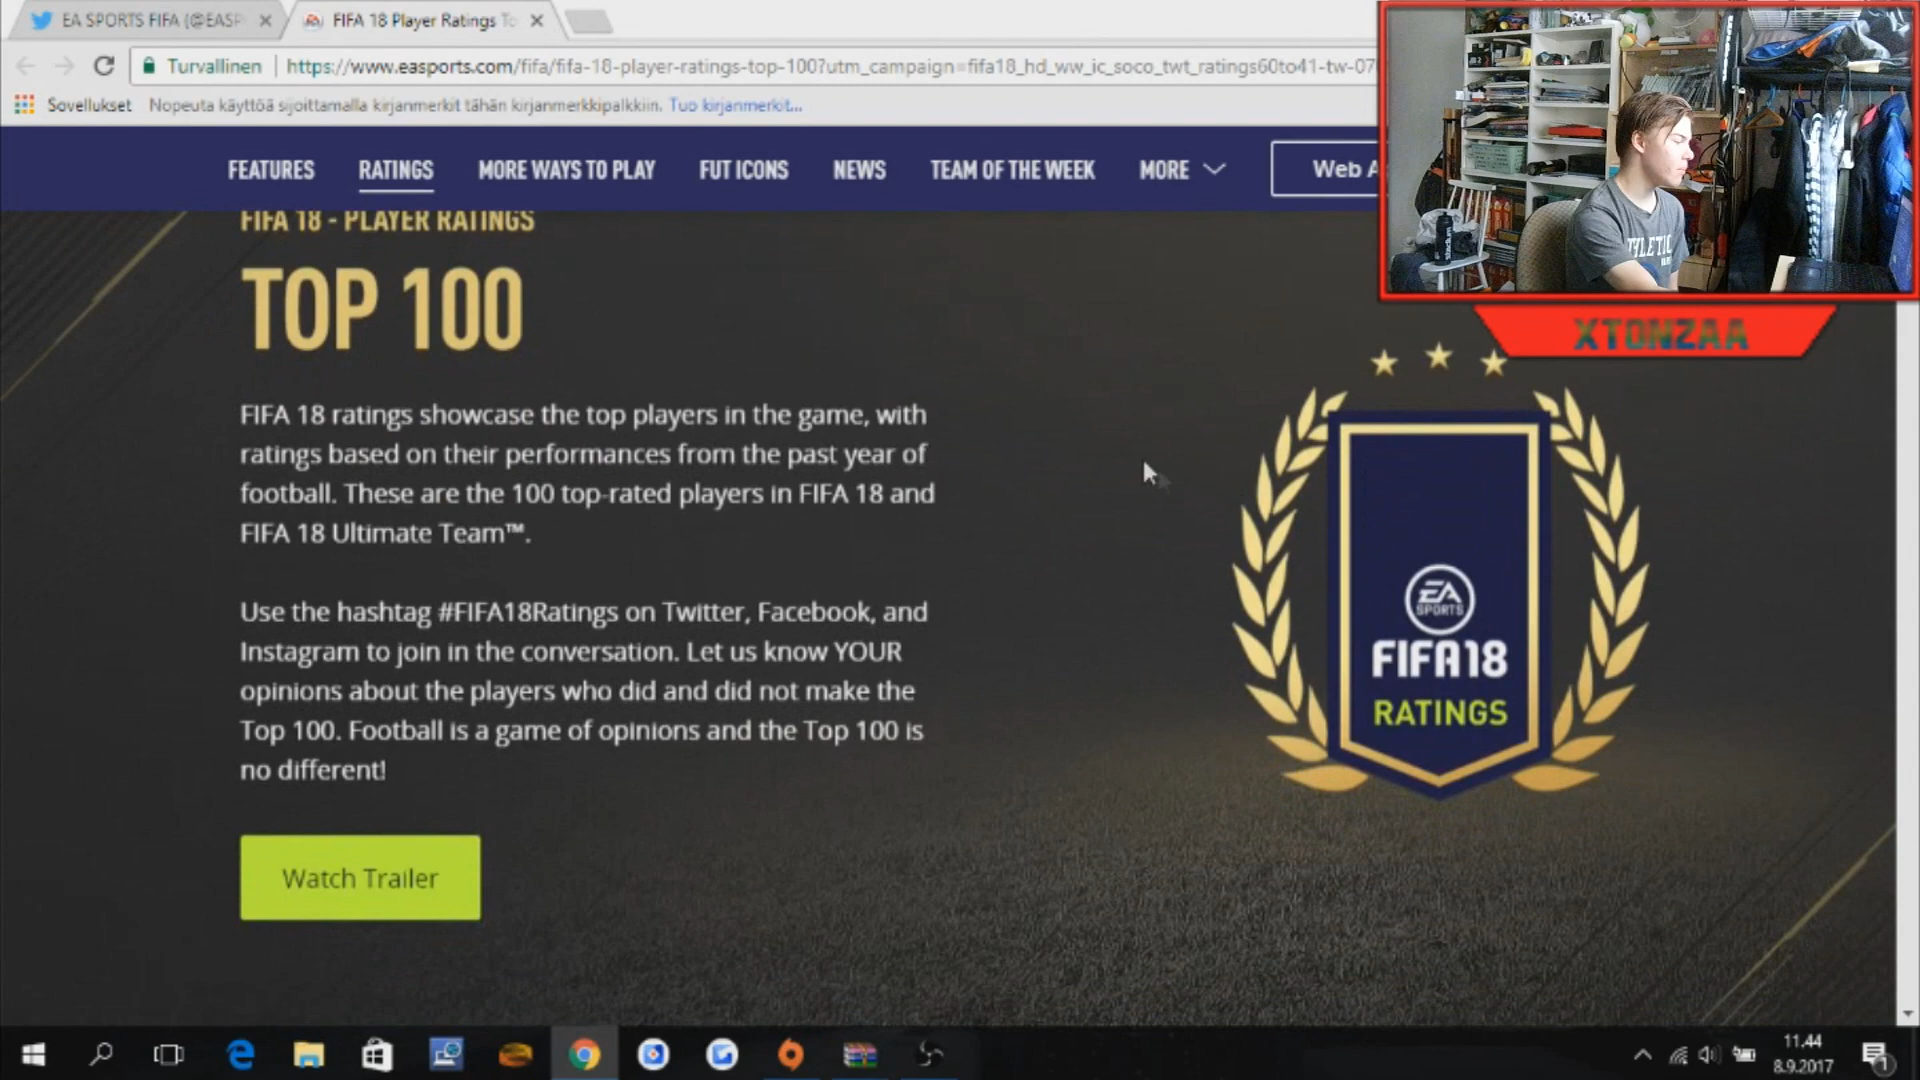 EA SPORTS FIFA (@EASP
FIFA 18 Player Ratings To
Turvallinen
https://www.easports.com/fifa/fifa-18-player-ratings-top-100?utm_campaign=fifa18_hd_ww_ic_soco_twt_ratings60to41-tw-07
Sovellukset Nopeuta käyttöä sijoittamalla kirjanmerkit tähän kirjanmerkkipalkkiin. Tuo kirjanmerkit...
FEATURES RATINGS MORE WAYS TO PLAY FUT ICONS NEWS TEAM OF THE WEEK MORE Web A
FIFA 18 - PLAYER RATINGS
TOP 100
FIFA 18 ratings showcase the top players in the game, with
ratings based on their performances from the past year of
football. These are the 100 top-rated players in FIFA 18 and
FIFA 18 Ultimate Team™.
Use the hashtag #FIFA18Ratings on Twitter, Facebook, and
Instagram to join in the conversation. Let us know YOUR
opinions about the players who did and did not make the
Top 100. Football is a game of opinions and the Top 100 is
no different!
Watch Trailer
XTONZAA
EA
SPORTS
FIFA18
RATINGS
11.44
8.9.2017
1